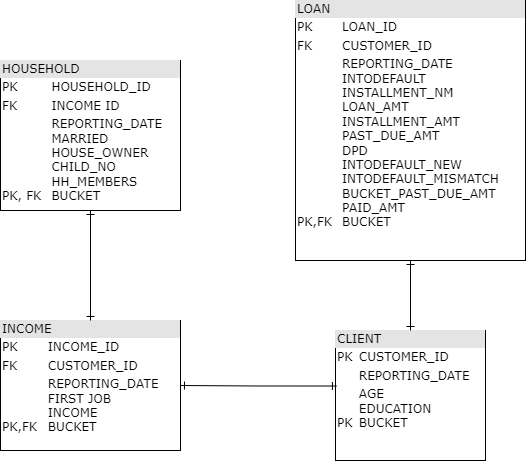 HOUSEHOLD
PK HOUSEHOLD_ID
FK INCOME ID
REPORTING_DATE
MARRIED
HOUSE_OWNER
CHILD_NO
HH_MEMBERS
PK, FK BUCKET
LOAN
PK LOAN_ID
FK CUSTOMER_ID
REPORTING_DATE
INTODEFAULT
INSTALLMENT_NM
LOAN_AMT
INSTALLMENT_AMT
PAST_DUE_AMT
DPD
INTODEFAULT_NEW
INTODEFAULT_MISMATCH
BUCKET_PAST_DUE_AMT
PAID_AMT
PK,FK BUCKET
INCOME
PK INCOME_ID
FK CUSTOMER_ID
REPORTING_DATE
FIRST JOB
INCOME
PK,FK BUCKET
CLIENT
PK CUSTOMER_ID
REPORTING_DATE
AGE
EDUCATION
PK BUCKET